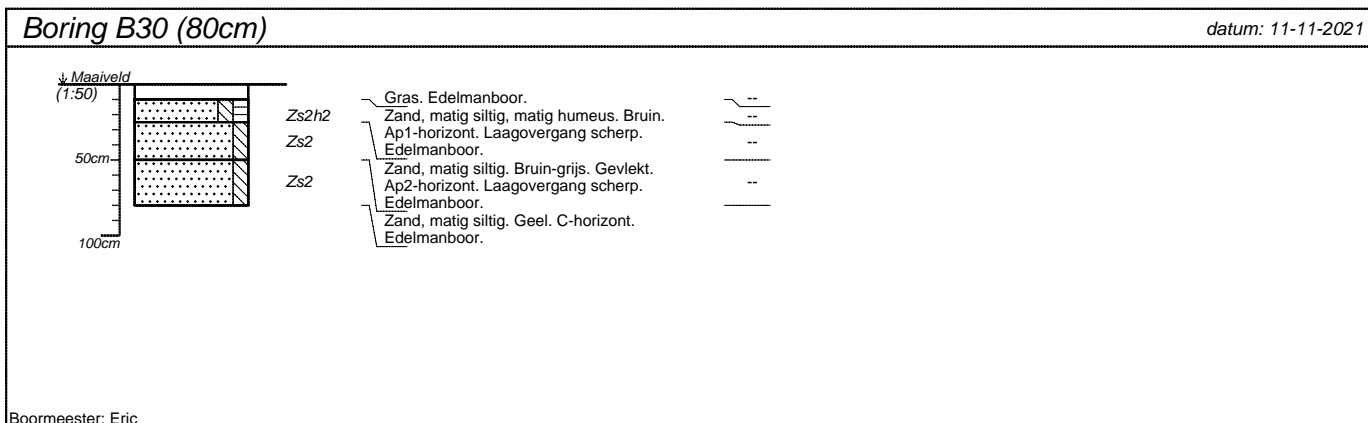 Boring B30 (80cm)
datum: 11-11-2021
Maaiveld
(1:50)
50cm
100cm
Zs2h2
Zs2
Zs2
Gras. Edelmanboor.
Zand, matig siltig, matig humeus. Bruin.
Ap1-horizont. Laagovergang scherp.
Edelmanboor.
Zand, matig siltig. Bruin-grijs. Gevlekt.
Ap2-horizont. Laagovergang scherp.
Edelmanboor.
Zand, matig siltig. Geel. C-horizont.
Edelmanboor.
--
--
--
--
Boormeester: Eric